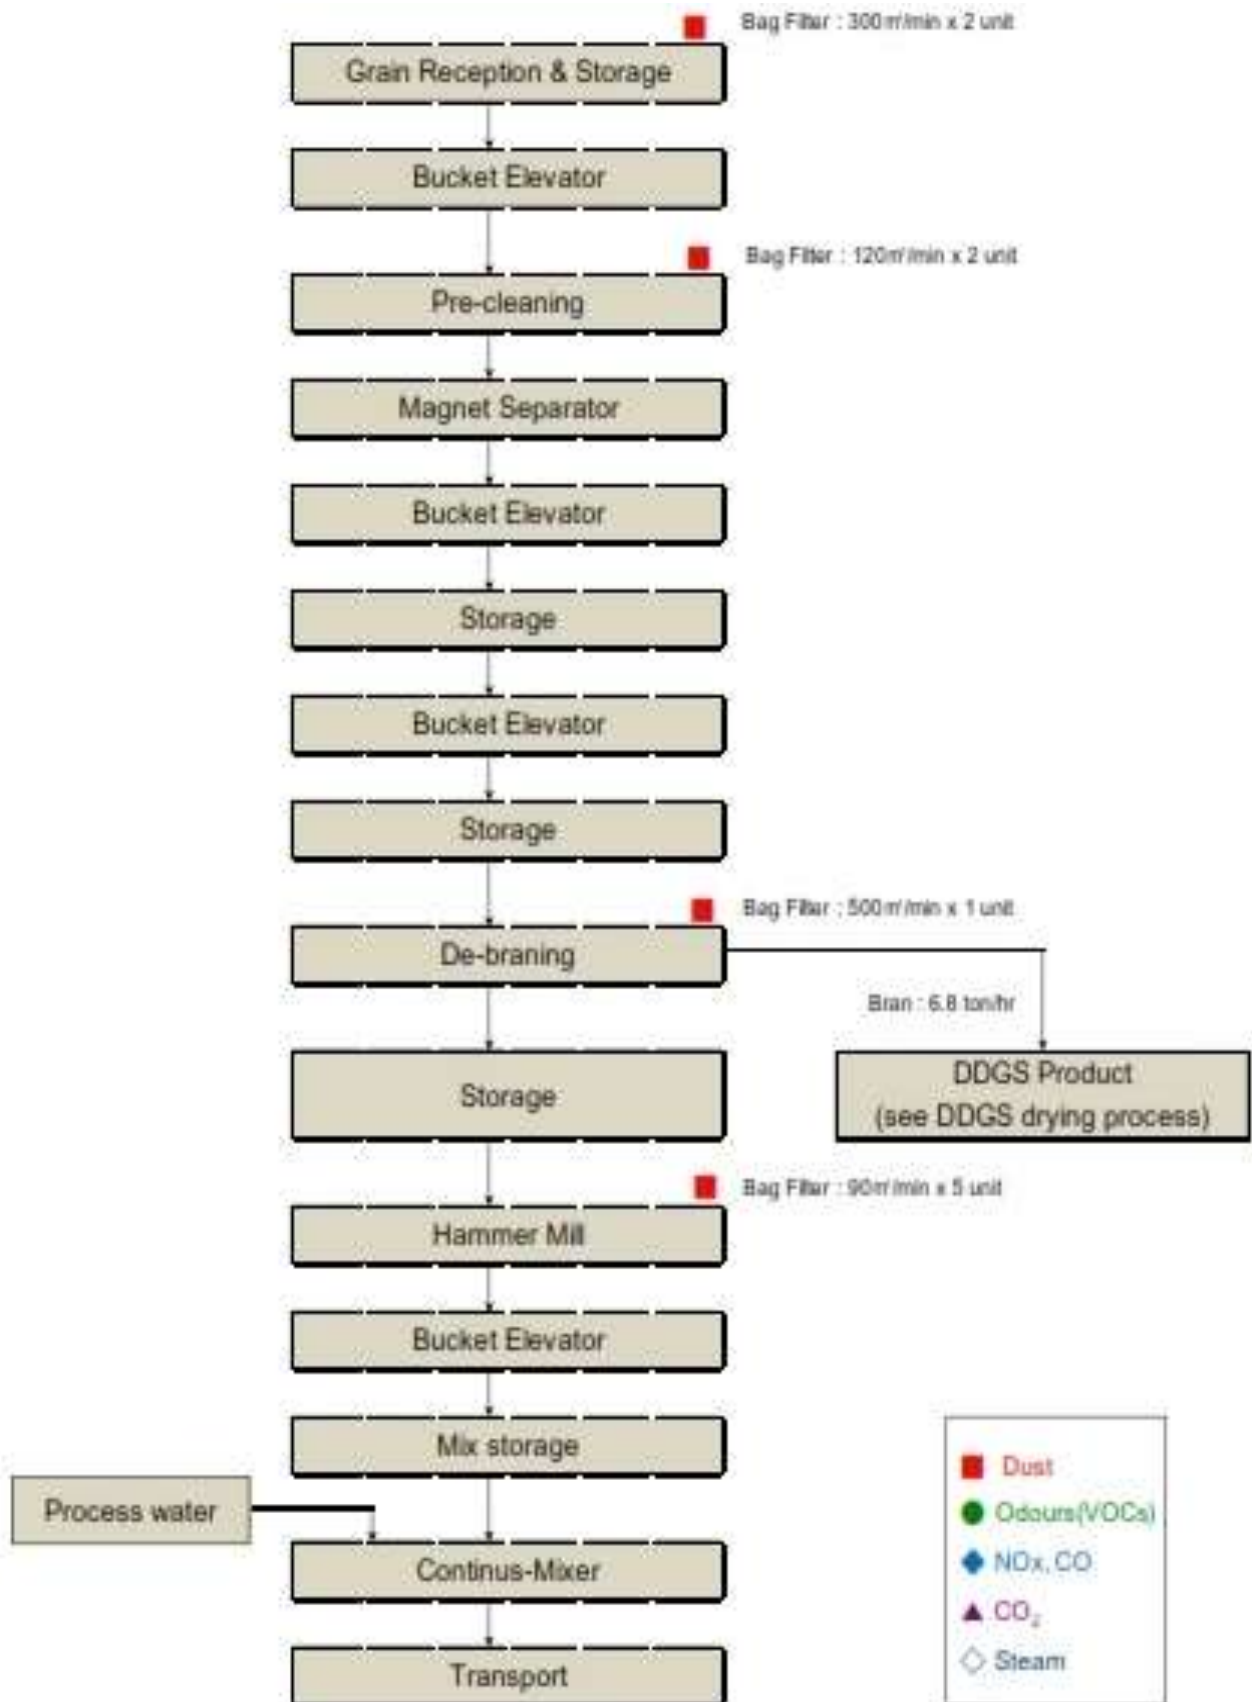 Bag Filter : 300㎥/min x 2 unit
Grain Reception & Storage
Bucket Elevator
Bag Filter : 120㎥/min x 2 unit
Pre-cleaning
Magnet Separator
Bucket Elevator
Storage
Bucket Elevator
Storage
Bag Filter : 500㎥/min x 1 unit
De-braning
Bran : 6.8 ton/hr
Storage
DDGS Product
(see DDGS drying process)
Bag Filter : 90㎥/min x 5 unit
Hammer Mill
Bucket Elevator
Mix storage
Process water
Continus-Mixer
Transport
Dust
Odours(VOCs)
NOx, CO
CO₂
Steam